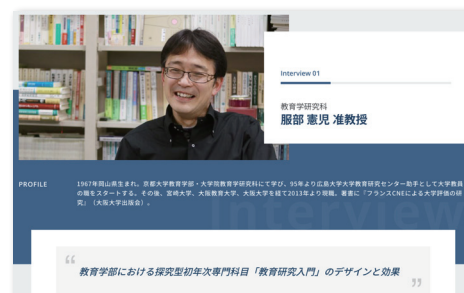 Interview 01
教育学研究科
服部 憲児 准教授
PROFILE
1967年岡山県生まれ。京都大学教育学部・大学院教育学研究科にて学び、95年より広島大学大学教育研究センター助手として大学教員
の職をスタートする。その後、宮崎大学、大阪教育大学、大阪大学を経て2013年より現職。著書に『フランスCNEによる大学評価の研
究』（大阪大学出版会）。
Interview
教育学部における探究型初年次専門科目「教育研究入門」のデザインと効果